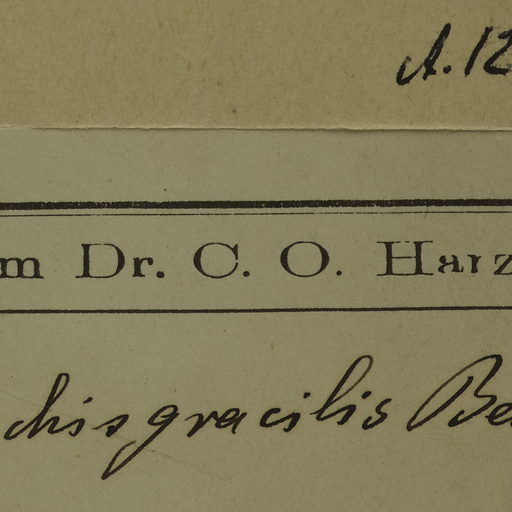 A. 12
m Dr. C. O. Harz
chis gracilis Be